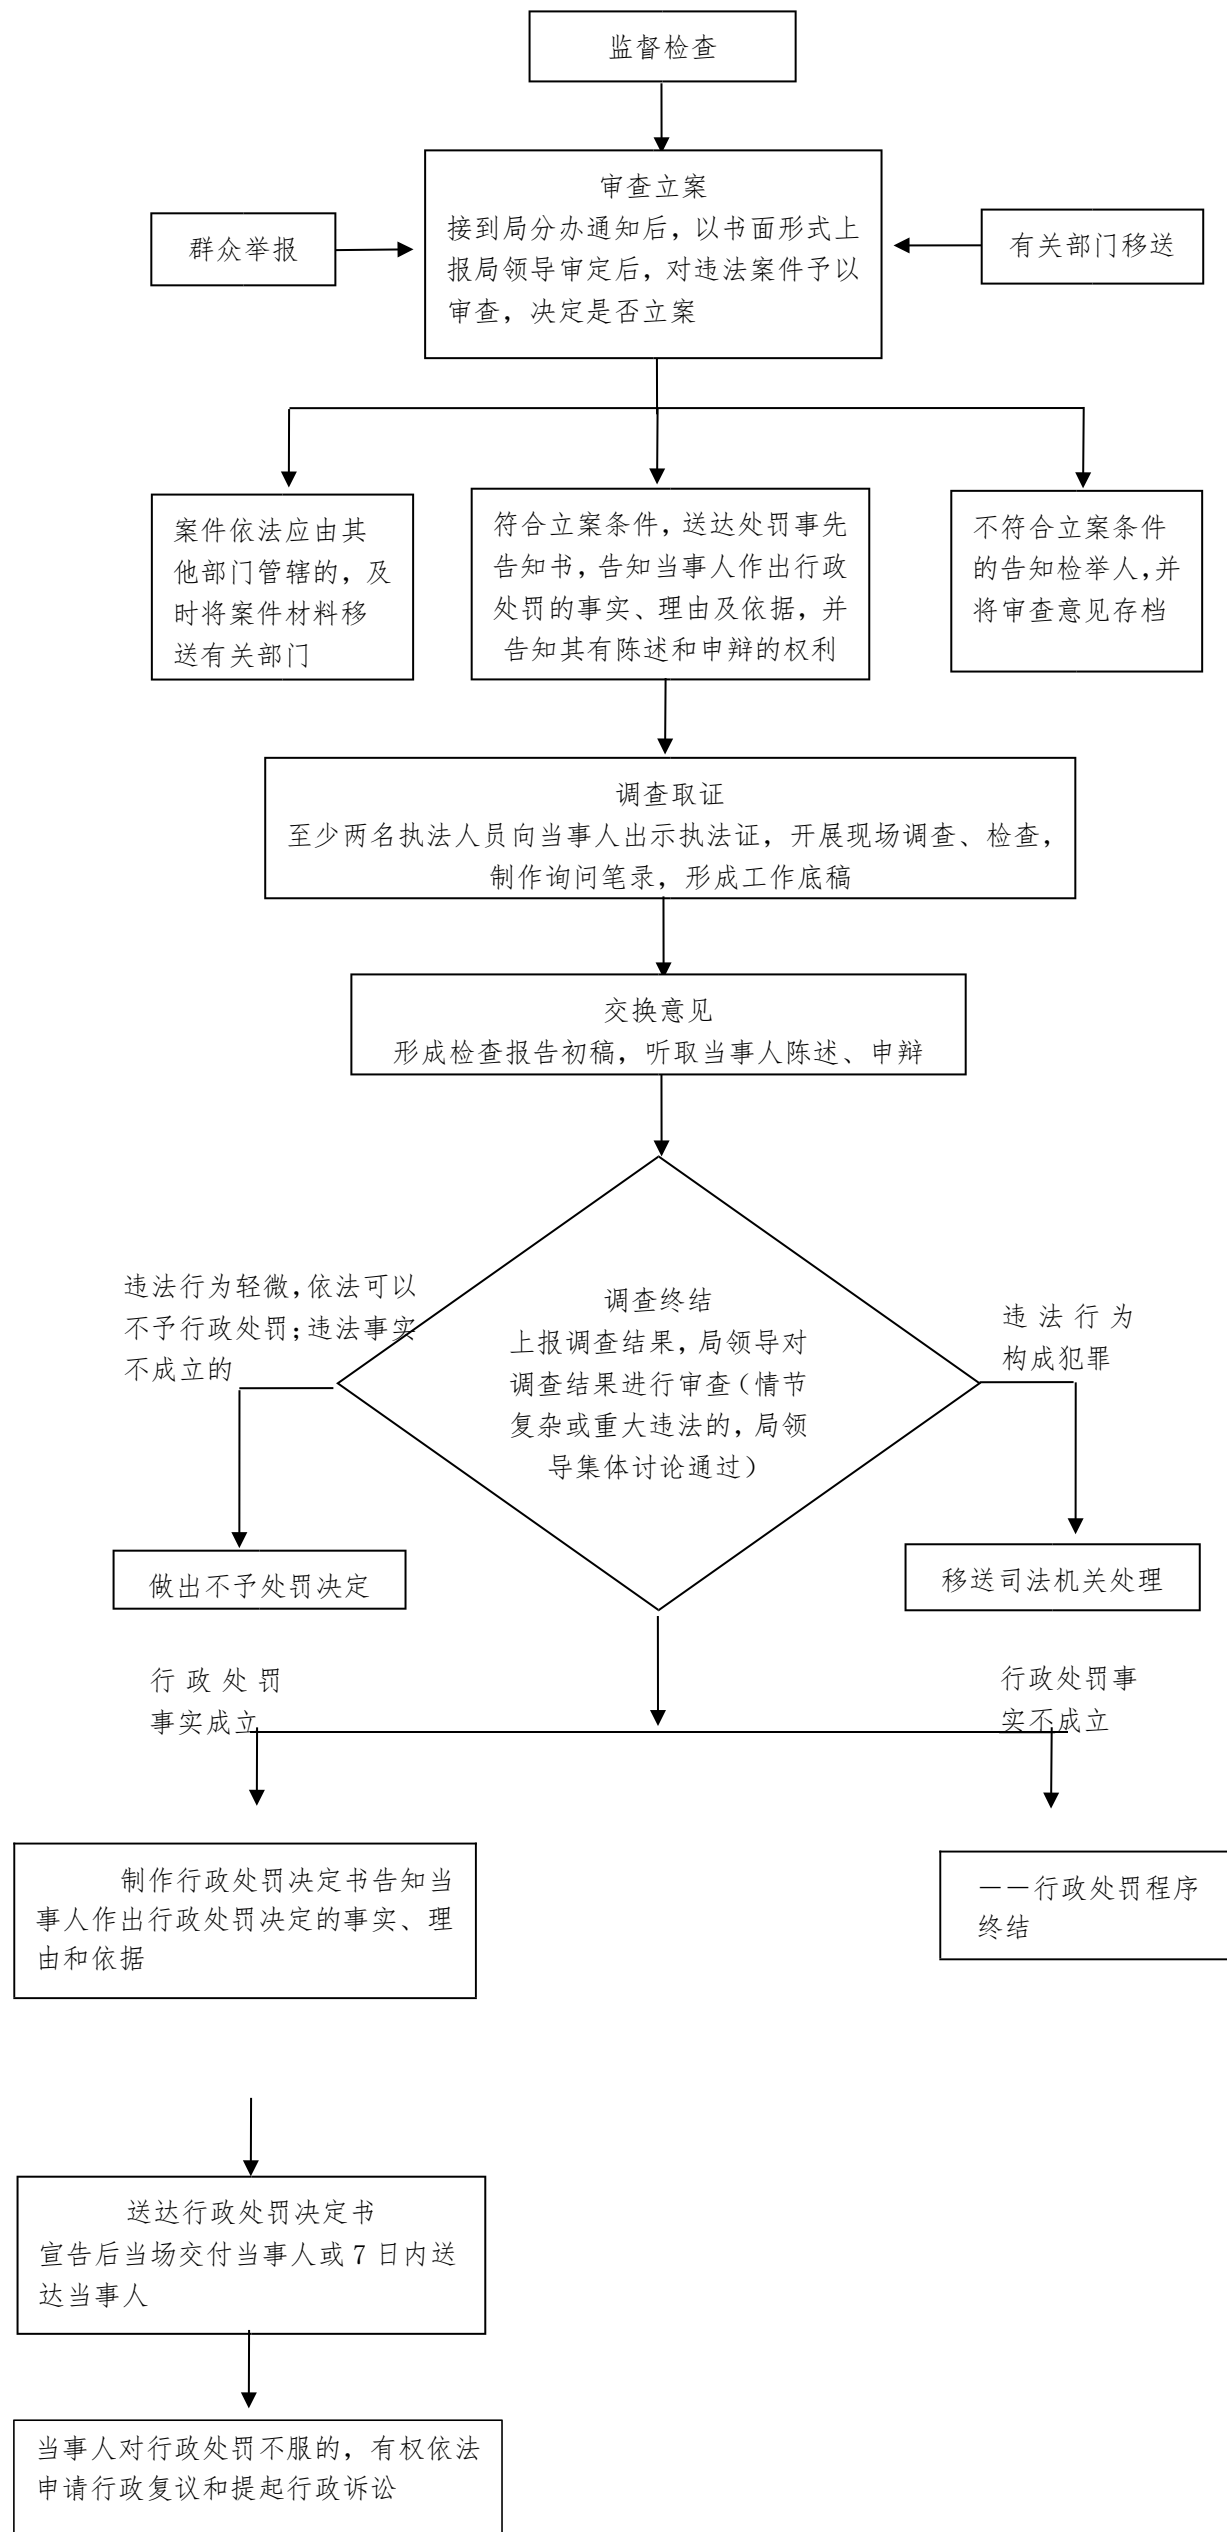 监督检查
审查立案
接到局分办通知后，以书面形式上
报局领导审定后，对违法案件予以
审查，决定是否立案
群众举报
有关部门移送
案件依法应由其
他部门管辖的，及
时将案件材料移
送有关部门
符合立案条件，送达处罚事先
告知书，告知当事人作出行政
处罚的事实、理由及依据，并
告知其有陈述和申辩的权利
不符合立案条件
的告知检举人，并
将审查意见存档
调查取证
至少两名执法人员向当事人出示执法证，开展现场调查、检查，
制作询问笔录，形成工作底稿
交换意见
形成检查报告初稿，听取当事人陈述、申辩
违法行为轻微，依法可以
不予行政处罚；违法事实
不成立的
调查终结
上报调查结果，局领导对
调查结果进行审查（情节
复杂或重大违法的，局领
导集体讨论通过）
违法行为
构成犯罪
做出不予处罚决定
移送司法机关处理
行政处罚
事实成立
行政处罚事
实不成立
制作行政处罚决定书告知当
事人作出行政处罚决定的事实、理
由和依据
——行政处罚程序
终结
送达行政处罚决定书
宣告后当场交付当事人或 7 日内送
达当事人
当事人对行政处罚不服的，有权依法
申请行政复议和提起行政诉讼